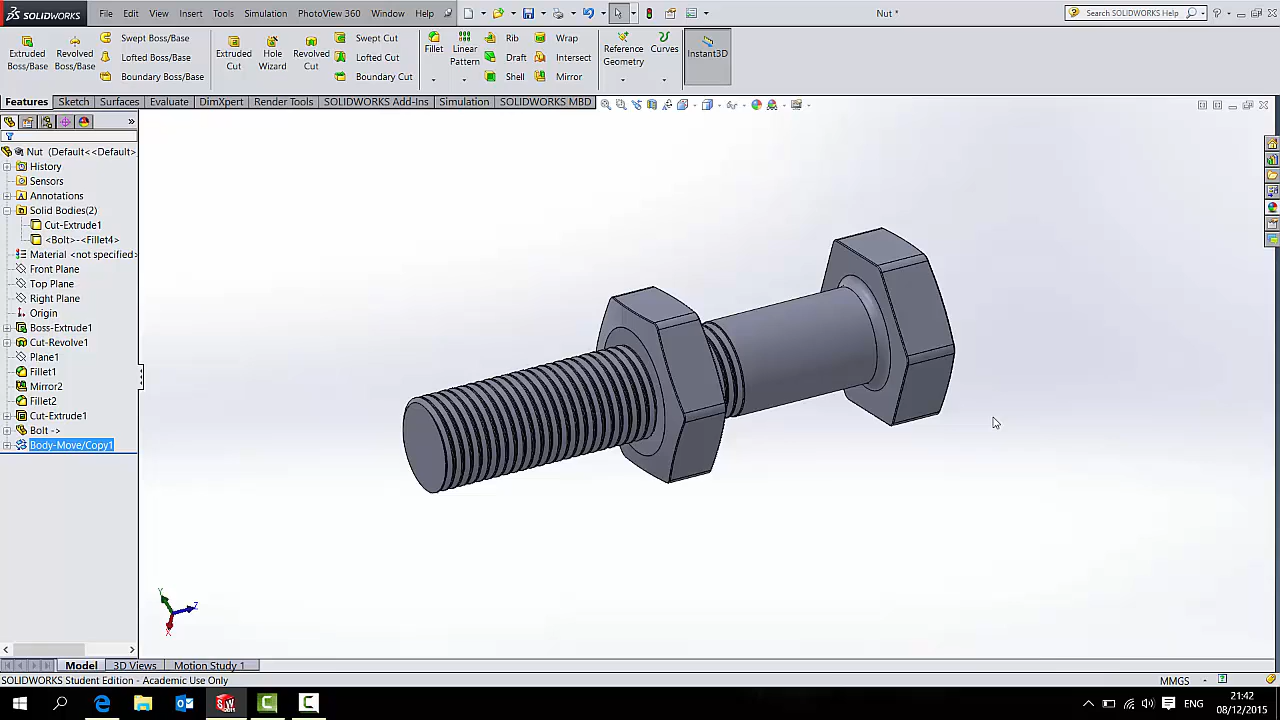 SOLIDWORKS File Edit View Insert Tools Simulation PhotoView 360 Window Help Nut * Search SOLIDWORKS Help
Extruded Boss/Base
Revolved Boss/Base
Swept Boss/Base
Lofted Boss/Base
Boundary Boss/Base
Extruded Cut
Hole Wizard
Revolved Cut
Swept Cut
Lofted Cut
Boundary Cut
Fillet
Linear Pattern
Rib
Draft
Shell
Wrap
Intersect
Mirror
Reference Geometry
Curves
Instant3D
Features Sketch Surfaces Evaluate DimXpert Render Tools SOLIDWORKS Add-Ins Simulation SOLIDWORKS MBD
Nut (Default<<Default>
History
Sensors
Annotations
Solid Bodies(2)
Cut-Extrude1
<Bolt>-<Fillet4>
Material <not specified>
Front Plane
Top Plane
Right Plane
Origin
Boss-Extrude1
Cut-Revolve1
Plane1
Fillet1
Mirror2
Fillet2
Cut-Extrude1
Bolt ->
Body-Move/Copy1
Y
Z
X
Model 3D Views Motion Study 1
SOLIDWORKS Student Edition - Academic Use Only MMGS
ENG 21:42
08/12/2015